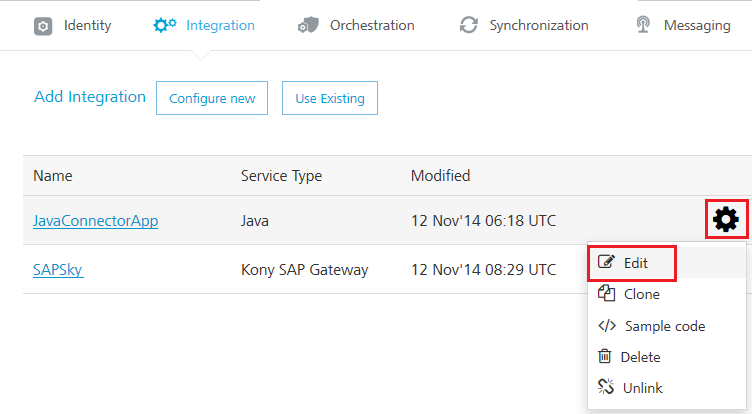 Identity Integration Orchestration Synchronization Messaging
Add Integration Configure new Use Existing
Name Service Type Modified
JavaConnectorApp Java 12 Nov'14 06:18 UTC
SAPSky Kony SAP Gateway 12 Nov'14 08:29 UTC
Edit
Clone
Sample code
Delete
Unlink